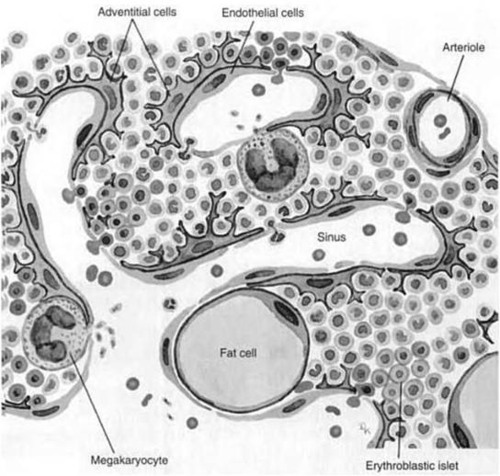 Adventitial cells
Endothelial cells
Arteriole
Sinus
Fat cell
Megakaryocyte
Erythroblastic islet